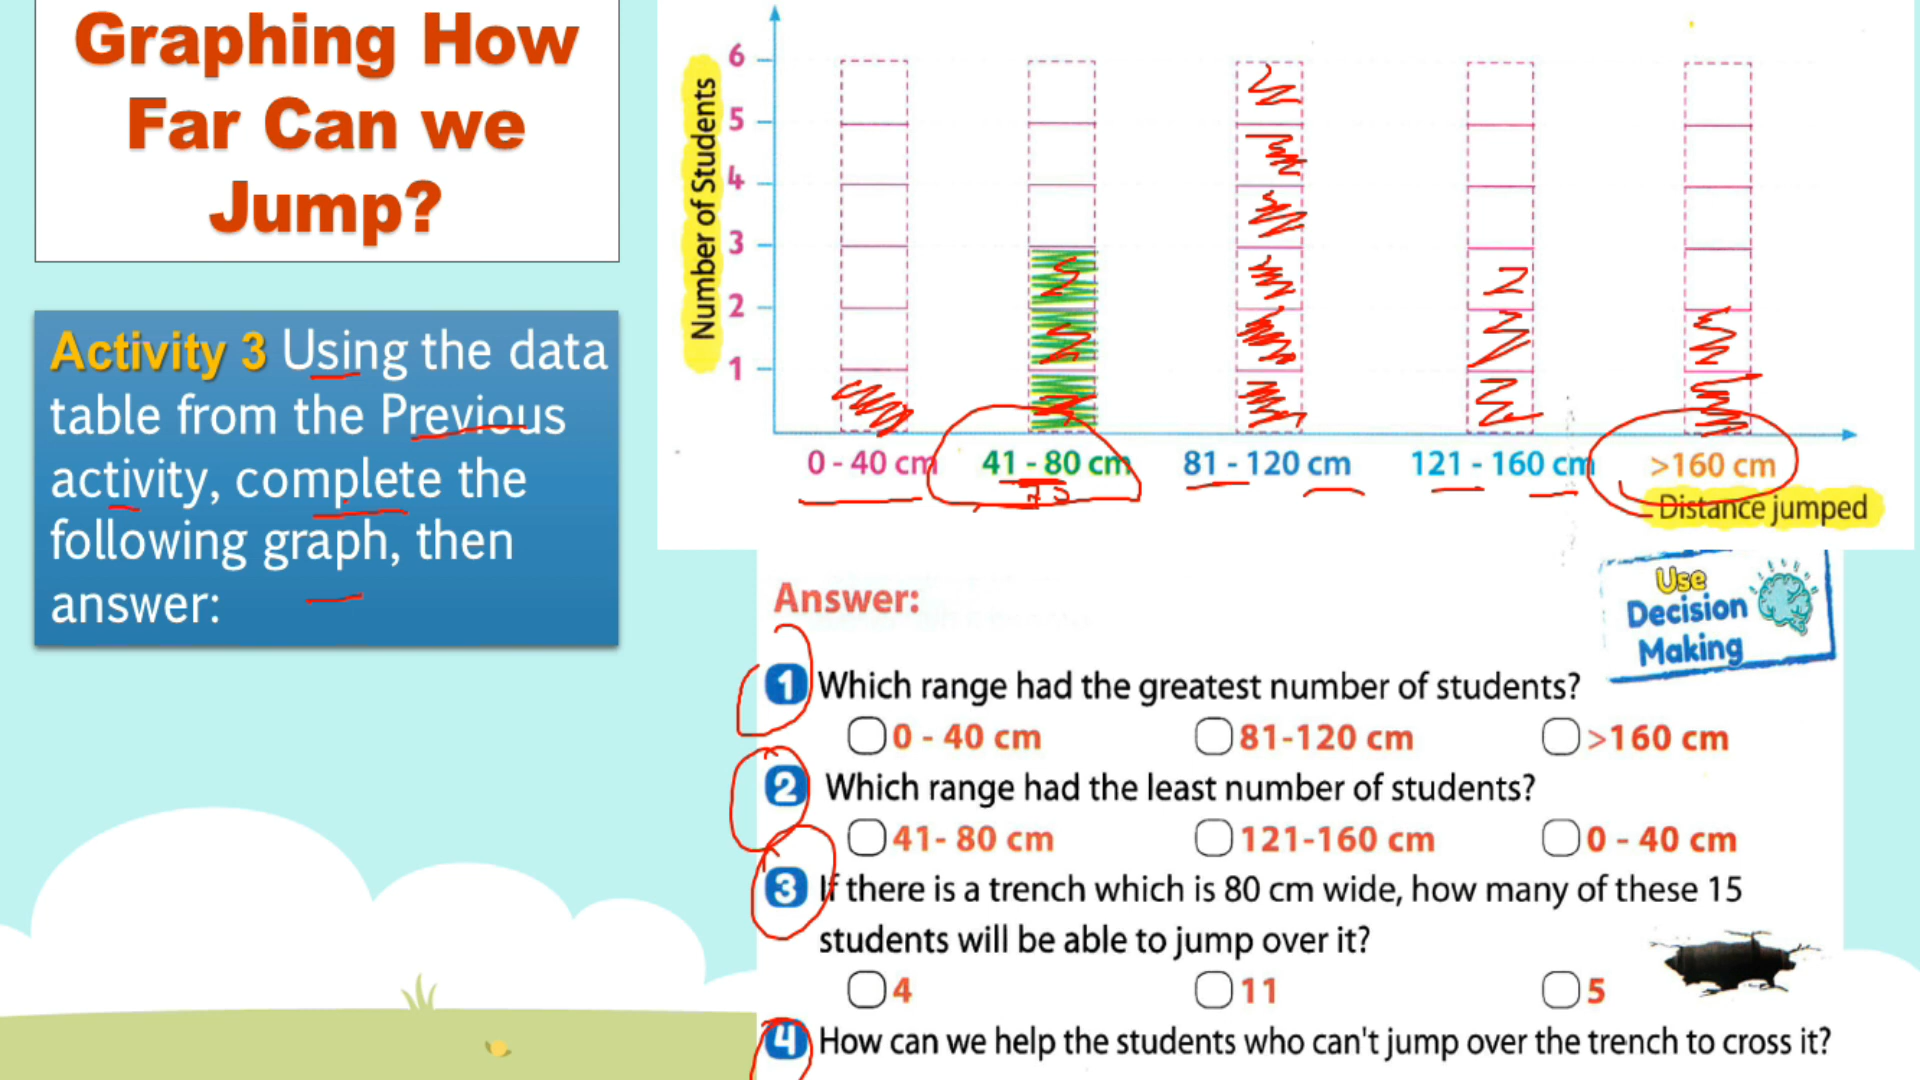 Graphing How
Far Can we
Jump?
Activity 3 Using the data
table from the Previous
activity, complete the
following graph, then
answer:
Number of Students
6
5
4
3
2
1
0 - 40 cm 41 - 80 cm 81 - 120 cm 121 - 160 cm >160 cm
Distance jumped
Answer:
Use
Decision
Making
1 Which range had the greatest number of students?
0 - 40 cm 81-120 cm >160 cm
2 Which range had the least number of students?
41- 80 cm 121-160 cm 0 - 40 cm
3 If there is a trench which is 80 cm wide, how many of these 15
students will be able to jump over it?
4 11 5
4 How can we help the students who can't jump over the trench to cross it?